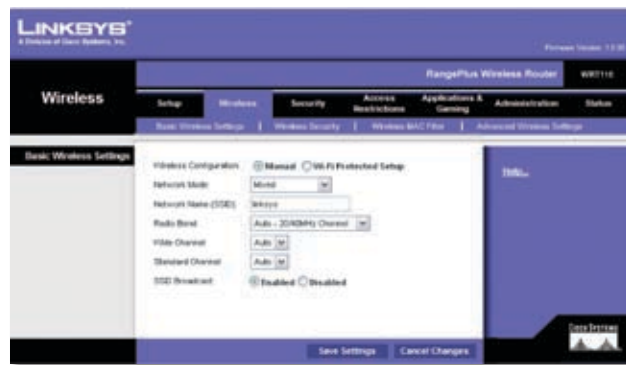 LINKSYS®
A Division of Cisco Systems, Inc.
RangePlus Wireless Router WRT110
Wireless
Setup Wireless Security Access Restrictions Applications & Gaming Administration Status
Basic Wireless Settings | Wireless Security | Wireless MAC Filter | Advanced Wireless Settings
Basic Wireless Settings
Wireless Configuration Manual Wi-Fi Protected Setup
Network Mode Mixed
Network Name (SSID) linksys
Radio Band Auto - 20/40MHz Channel
Wide Channel Auto
Standard Channel Auto
SSID Broadcast Enabled Disabled
Help...
Save Settings Cancel Changes
Cisco Systems